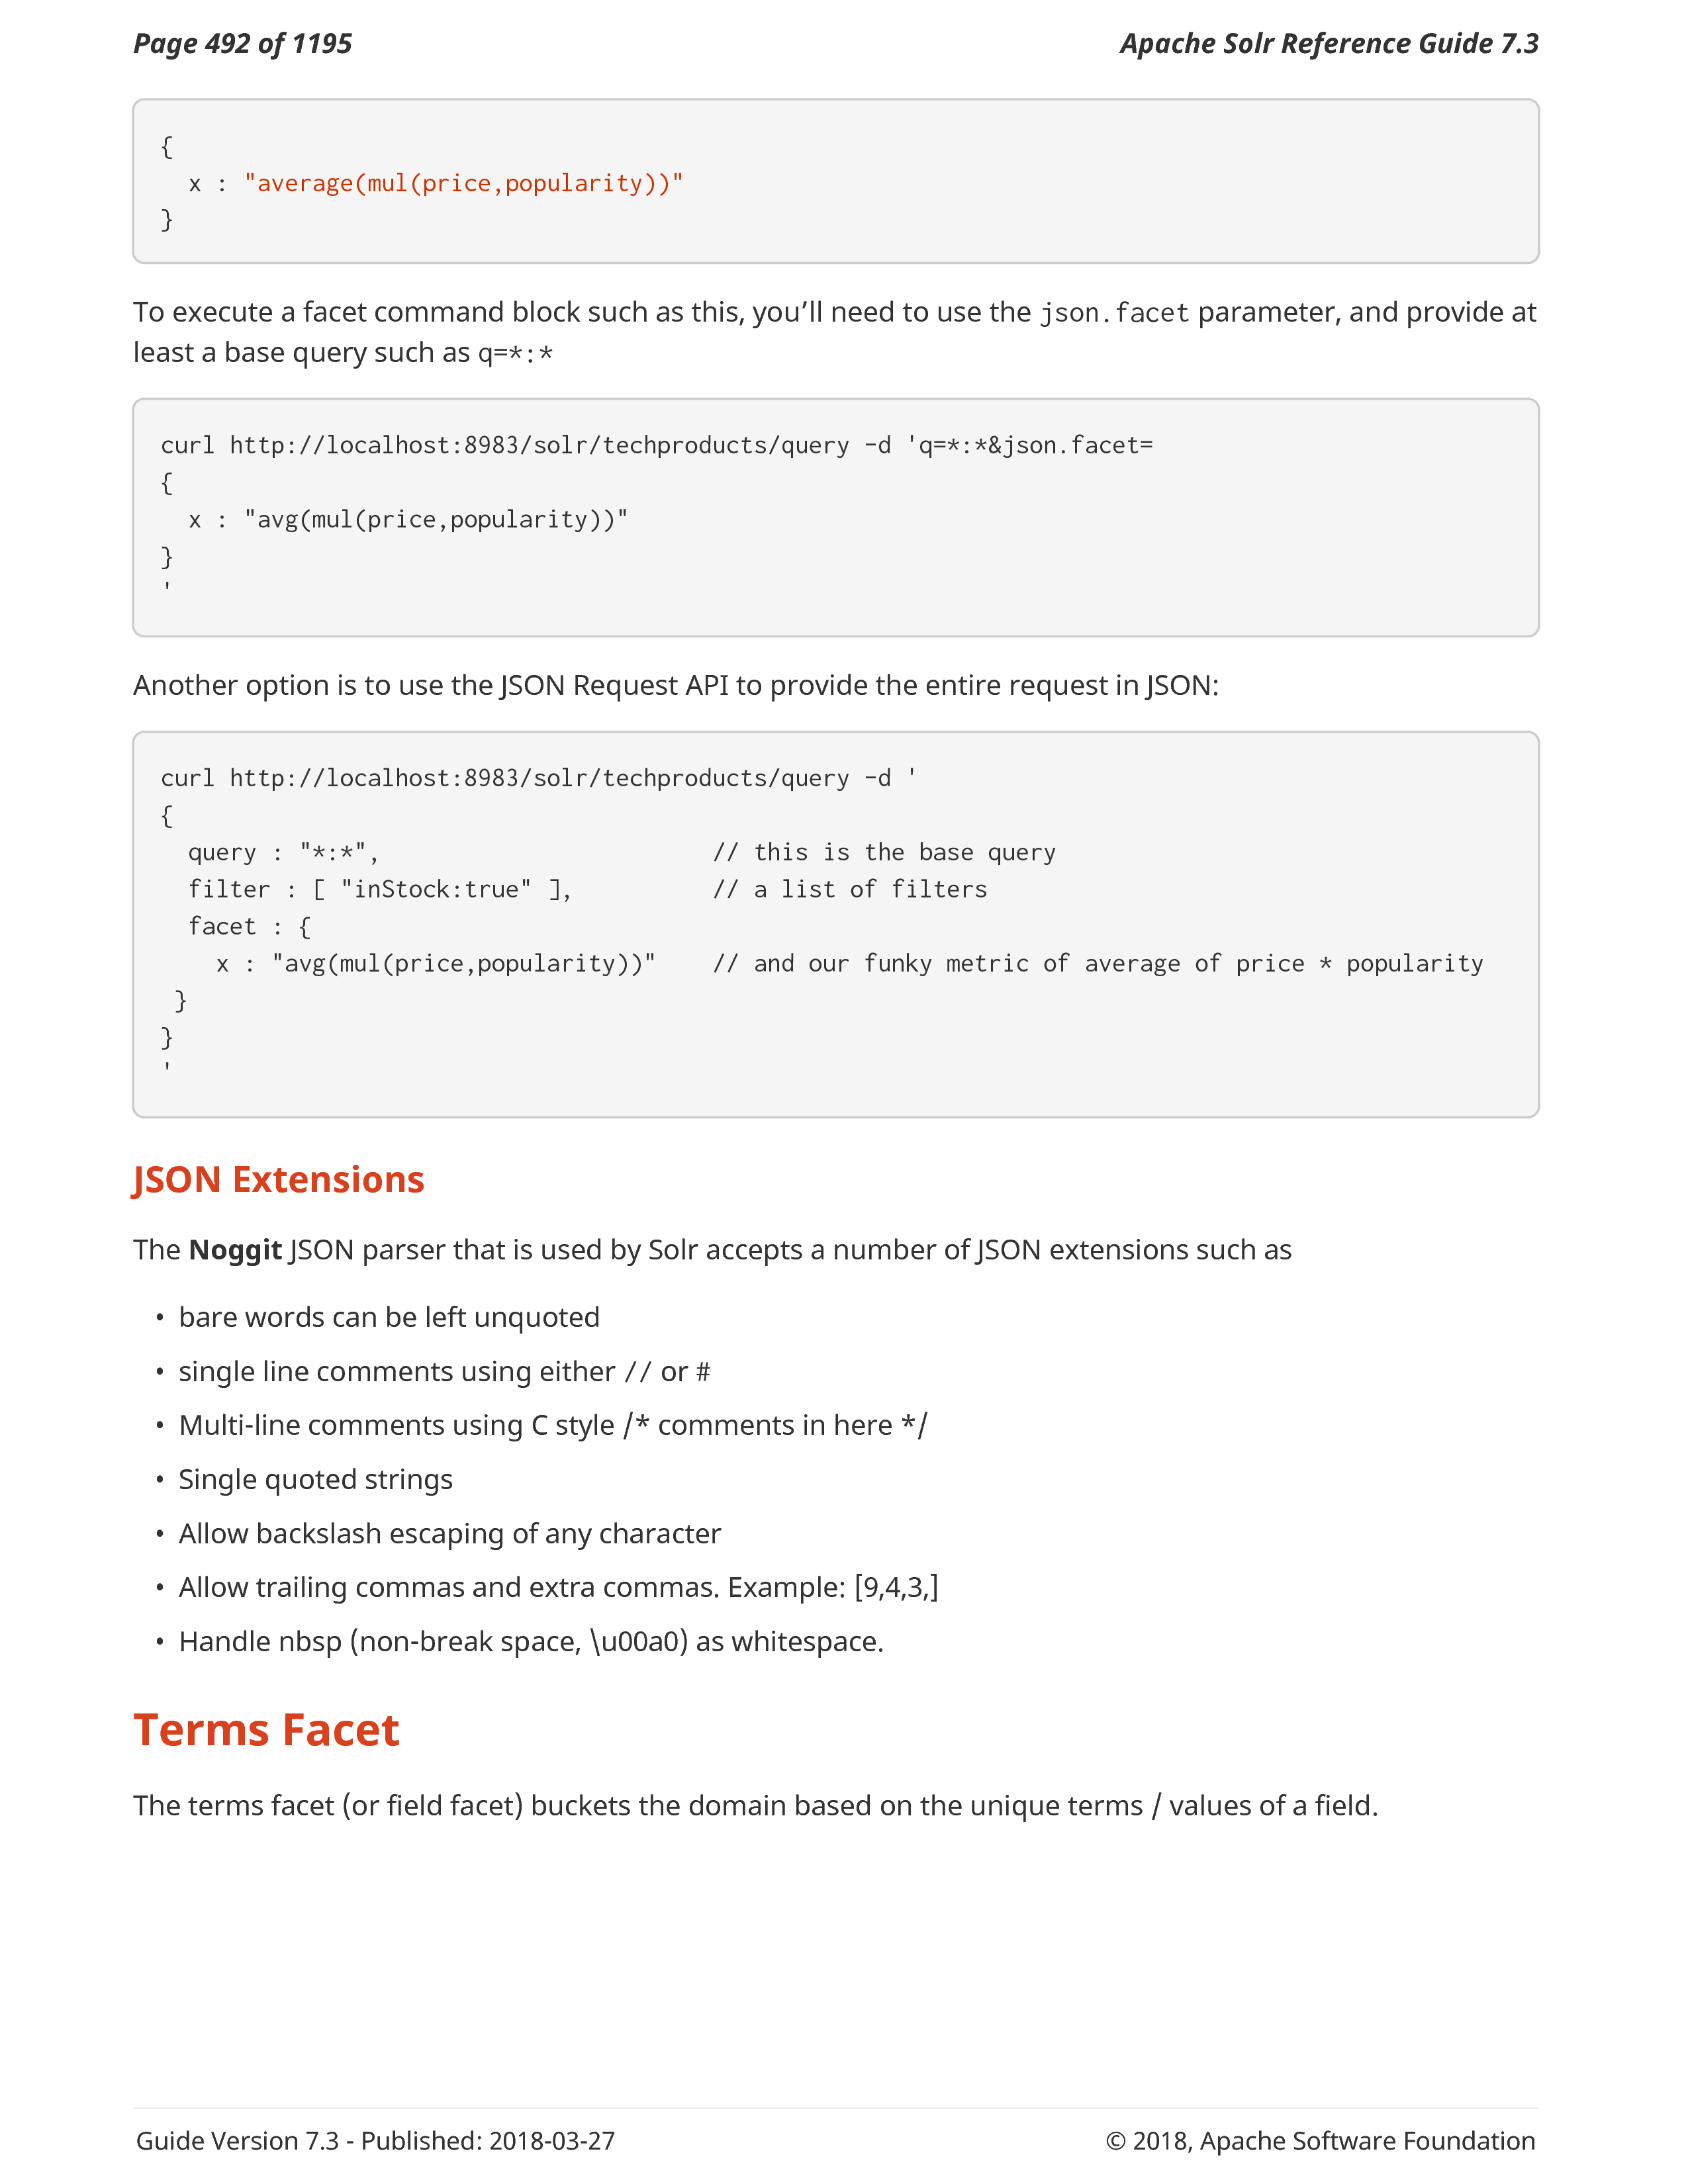 Page 492 of 1195
Apache Solr Reference Guide 7.3
{
  x : "average(mul(price,popularity))"
}
To execute a facet command block such as this, you’ll need to use the json.facet parameter, and provide at
least a base query such as q=*:*
curl http://localhost:8983/solr/techproducts/query -d 'q=*:*&json.facet=
{
  x : "avg(mul(price,popularity))"
}
'
Another option is to use the JSON Request API to provide the entire request in JSON:
curl http://localhost:8983/solr/techproducts/query -d '
{
  query : "*:*",                        // this is the base query
  filter : [ "inStock:true" ],          // a list of filters
  facet : {
    x : "avg(mul(price,popularity))"    // and our funky metric of average of price * popularity
 }
}
'
JSON Extensions
The Noggit JSON parser that is used by Solr accepts a number of JSON extensions such as
• bare words can be left unquoted
• single line comments using either // or #
• Multi-line comments using C style /* comments in here */
• Single quoted strings
• Allow backslash escaping of any character
• Allow trailing commas and extra commas. Example: [9,4,3,]
• Handle nbsp (non-break space, \u00a0) as whitespace.
Terms Facet
The terms facet (or field facet) buckets the domain based on the unique terms / values of a field.
Guide Version 7.3 - Published: 2018-03-27
© 2018, Apache Software Foundation